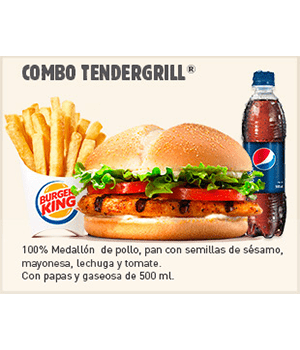 COMBO TENDERGRILL®
BURGER
KING
pepsi
100% Medallón de pollo, pan con semillas de sésamo,
mayonesa, lechuga y tomate.
Con papas y gaseosa de 500 ml.